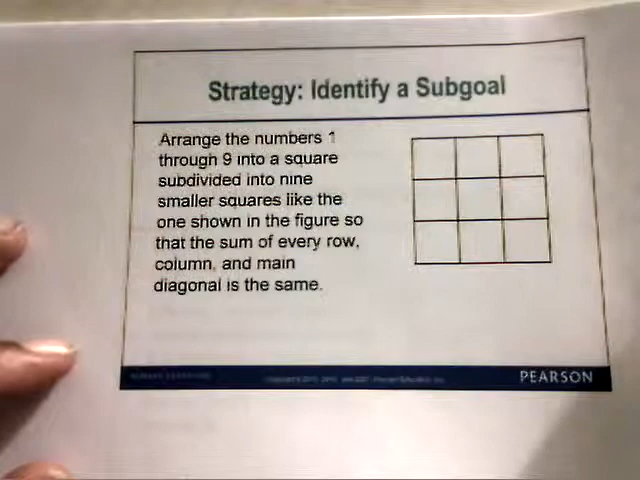 Strategy: Identify a Subgoal
Arrange the numbers 1
through 9 into a square
subdivided into nine
smaller squares like the
one shown in the figure so
that the sum of every row,
column, and main
diagonal is the same.
PEARSON